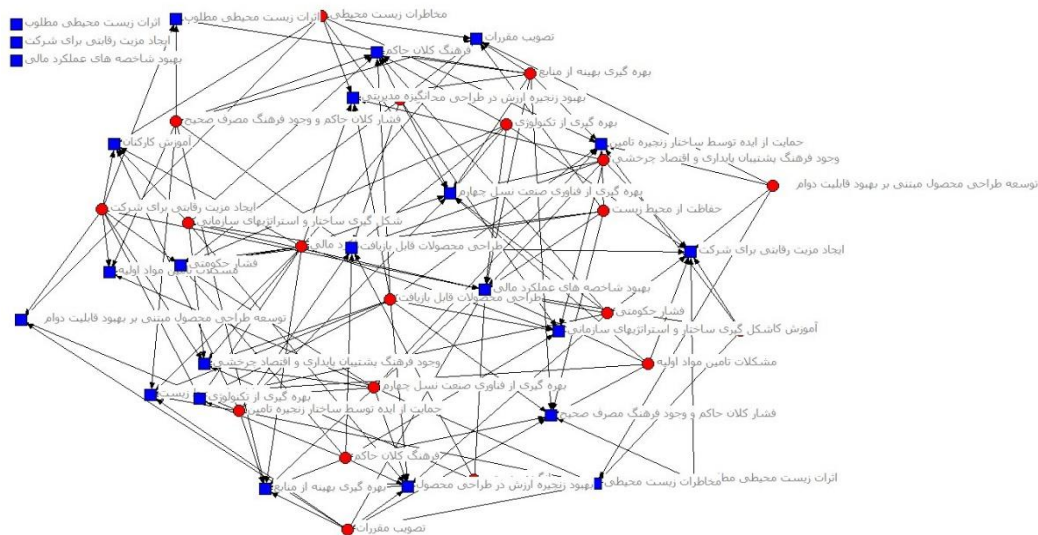 مخاطرات زیست محیطی
اثرات زیست محیطی مطلوب
اثرات زیست محیطی مطلوب
ایجاد مزیت رقابتی برای شرکت
بهبود شاخصه های عملکرد مالی
تصویب مقررات
فرهنگ کلان حاکم
بهره گیری بهینه از منابع
بهبود زنجیره ارزش در طراحی
انگیزه مدیریتی
فشار کلان حاکم و وجود فرهنگ مصرف صحیح
بهره گیری از تکنولوژی
آموزش کارکنان
حمایت از ایده توسط ساختار زنجیره تامین
وجود فرهنگ پشتیبان پایداری و اقتصاد چرخشی
توسعه طراحی محصول مبتنی بر بهبود قابلیت دوام
بهره گیری از فناوری صنعت نسل چهارم
ایجاد مزیت رقابتی برای شرکت
حفاظت از محیط زیست
شکل گیری ساختار و استراتژیهای سازمانی
مالی
طراحی محصولات قابل بازیافت
ایجاد مزیت رقابتی برای شرکت
فشار حکومتی
مشکلات تامین مواد اولیه
بهبود شاخصه های عملکرد مالی
طراحی محصولات قابل بازیافت
فشار حکومتی
توسعه طراحی محصول مبتنی بر بهبود قابلیت دوام
شکل گیری ساختار و استراتژیهای سازمانی
آموزش
وجود فرهنگ پشتیبان پایداری و اقتصاد چرخشی
مشکلات تامین مواد اولیه
بهره گیری از فناوری صنعت نسل چهارم
زیست
بهره گیری از تکنولوژی
حمایت از ایده توسط ساختار زنجیره تامین
فشار کلان حاکم و وجود فرهنگ مصرف صحیح
فرهنگ کلان حاکم
اثرات زیست محیطی
مخاطرات زیست محیطی
بهبود زنجیره ارزش در طراحی محصول
بهره گیری بهینه از منابع
تصویب مقررات